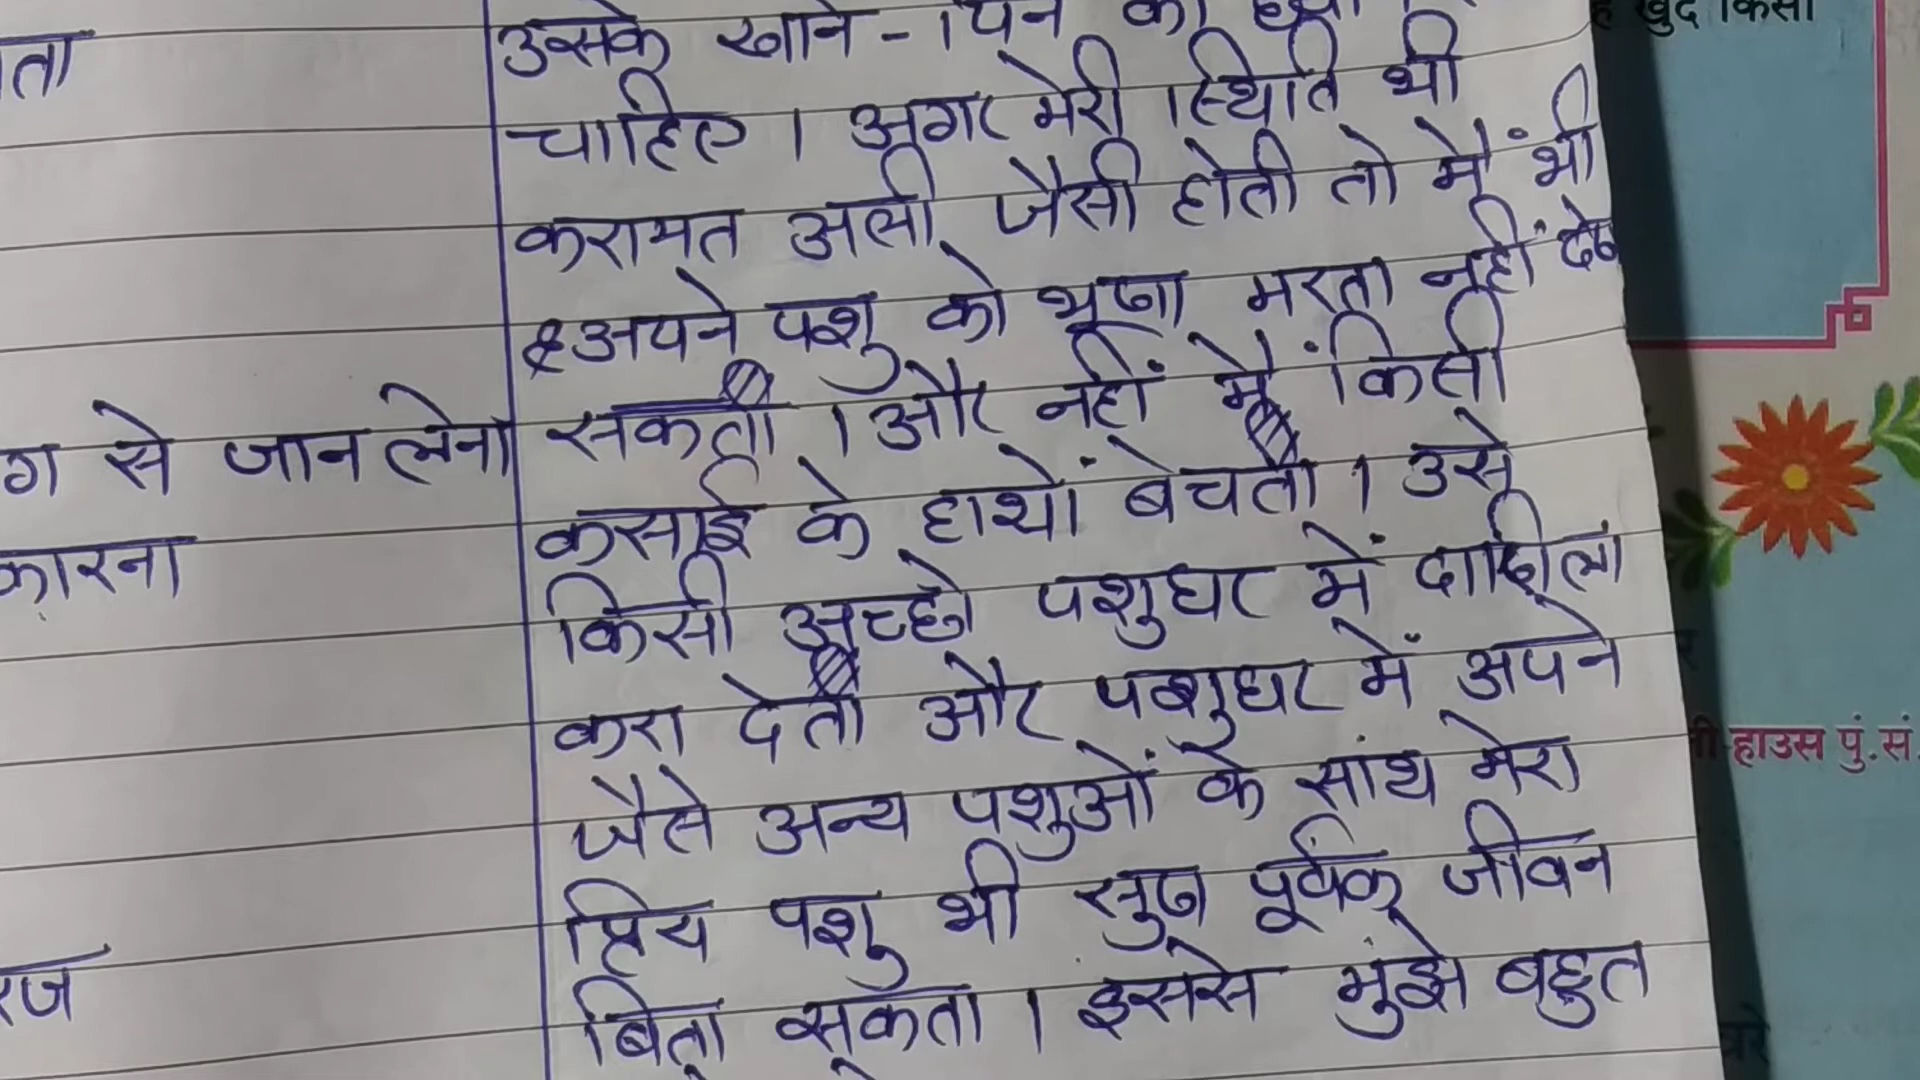 ता
उसके खाने-पिने का
चाहिए । अगर मेरी स्थिति भी
करामत अली जैसी होती तो मैं भी
अपने पशु को भूखा मरता नहीं देख
ग से जान लेना
सकता । और नहीं मैं किसी
कसाई के हाथों बेचता । उसे
कारना
किसी अच्छे पशुघर में दाखिला
करा देता और पशुघर में अपने
जैसे अन्य पशुओं के साथ मेरा
प्रिय पशु भी सुख पूर्वक जीवन
रज
बिता सकता । इससे मुझे बहुत
खुद किसी
हाउस पुं.सं.